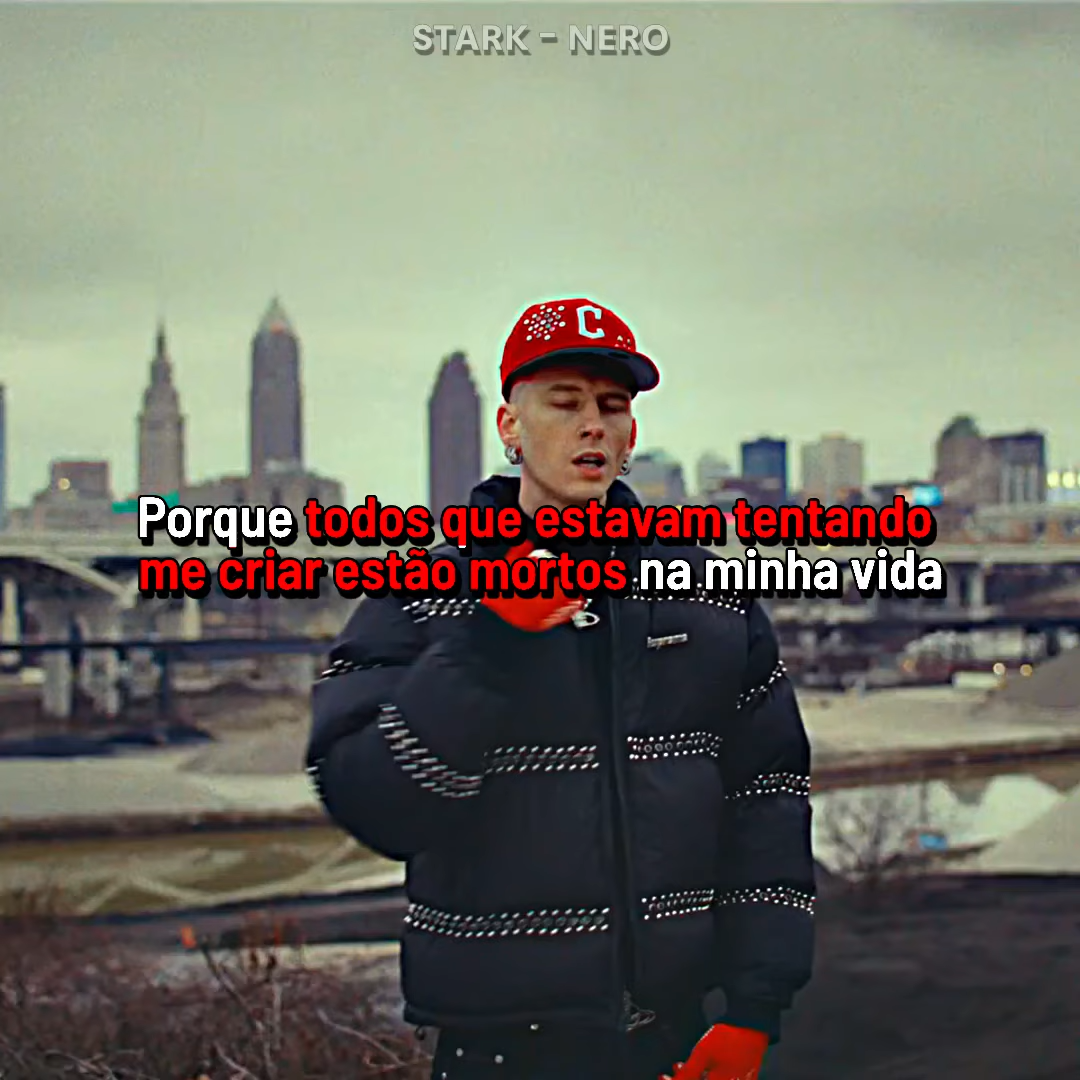 STARK - NERO
C
Porque todos que estavam tentando
me criar estão mortos na minha vida